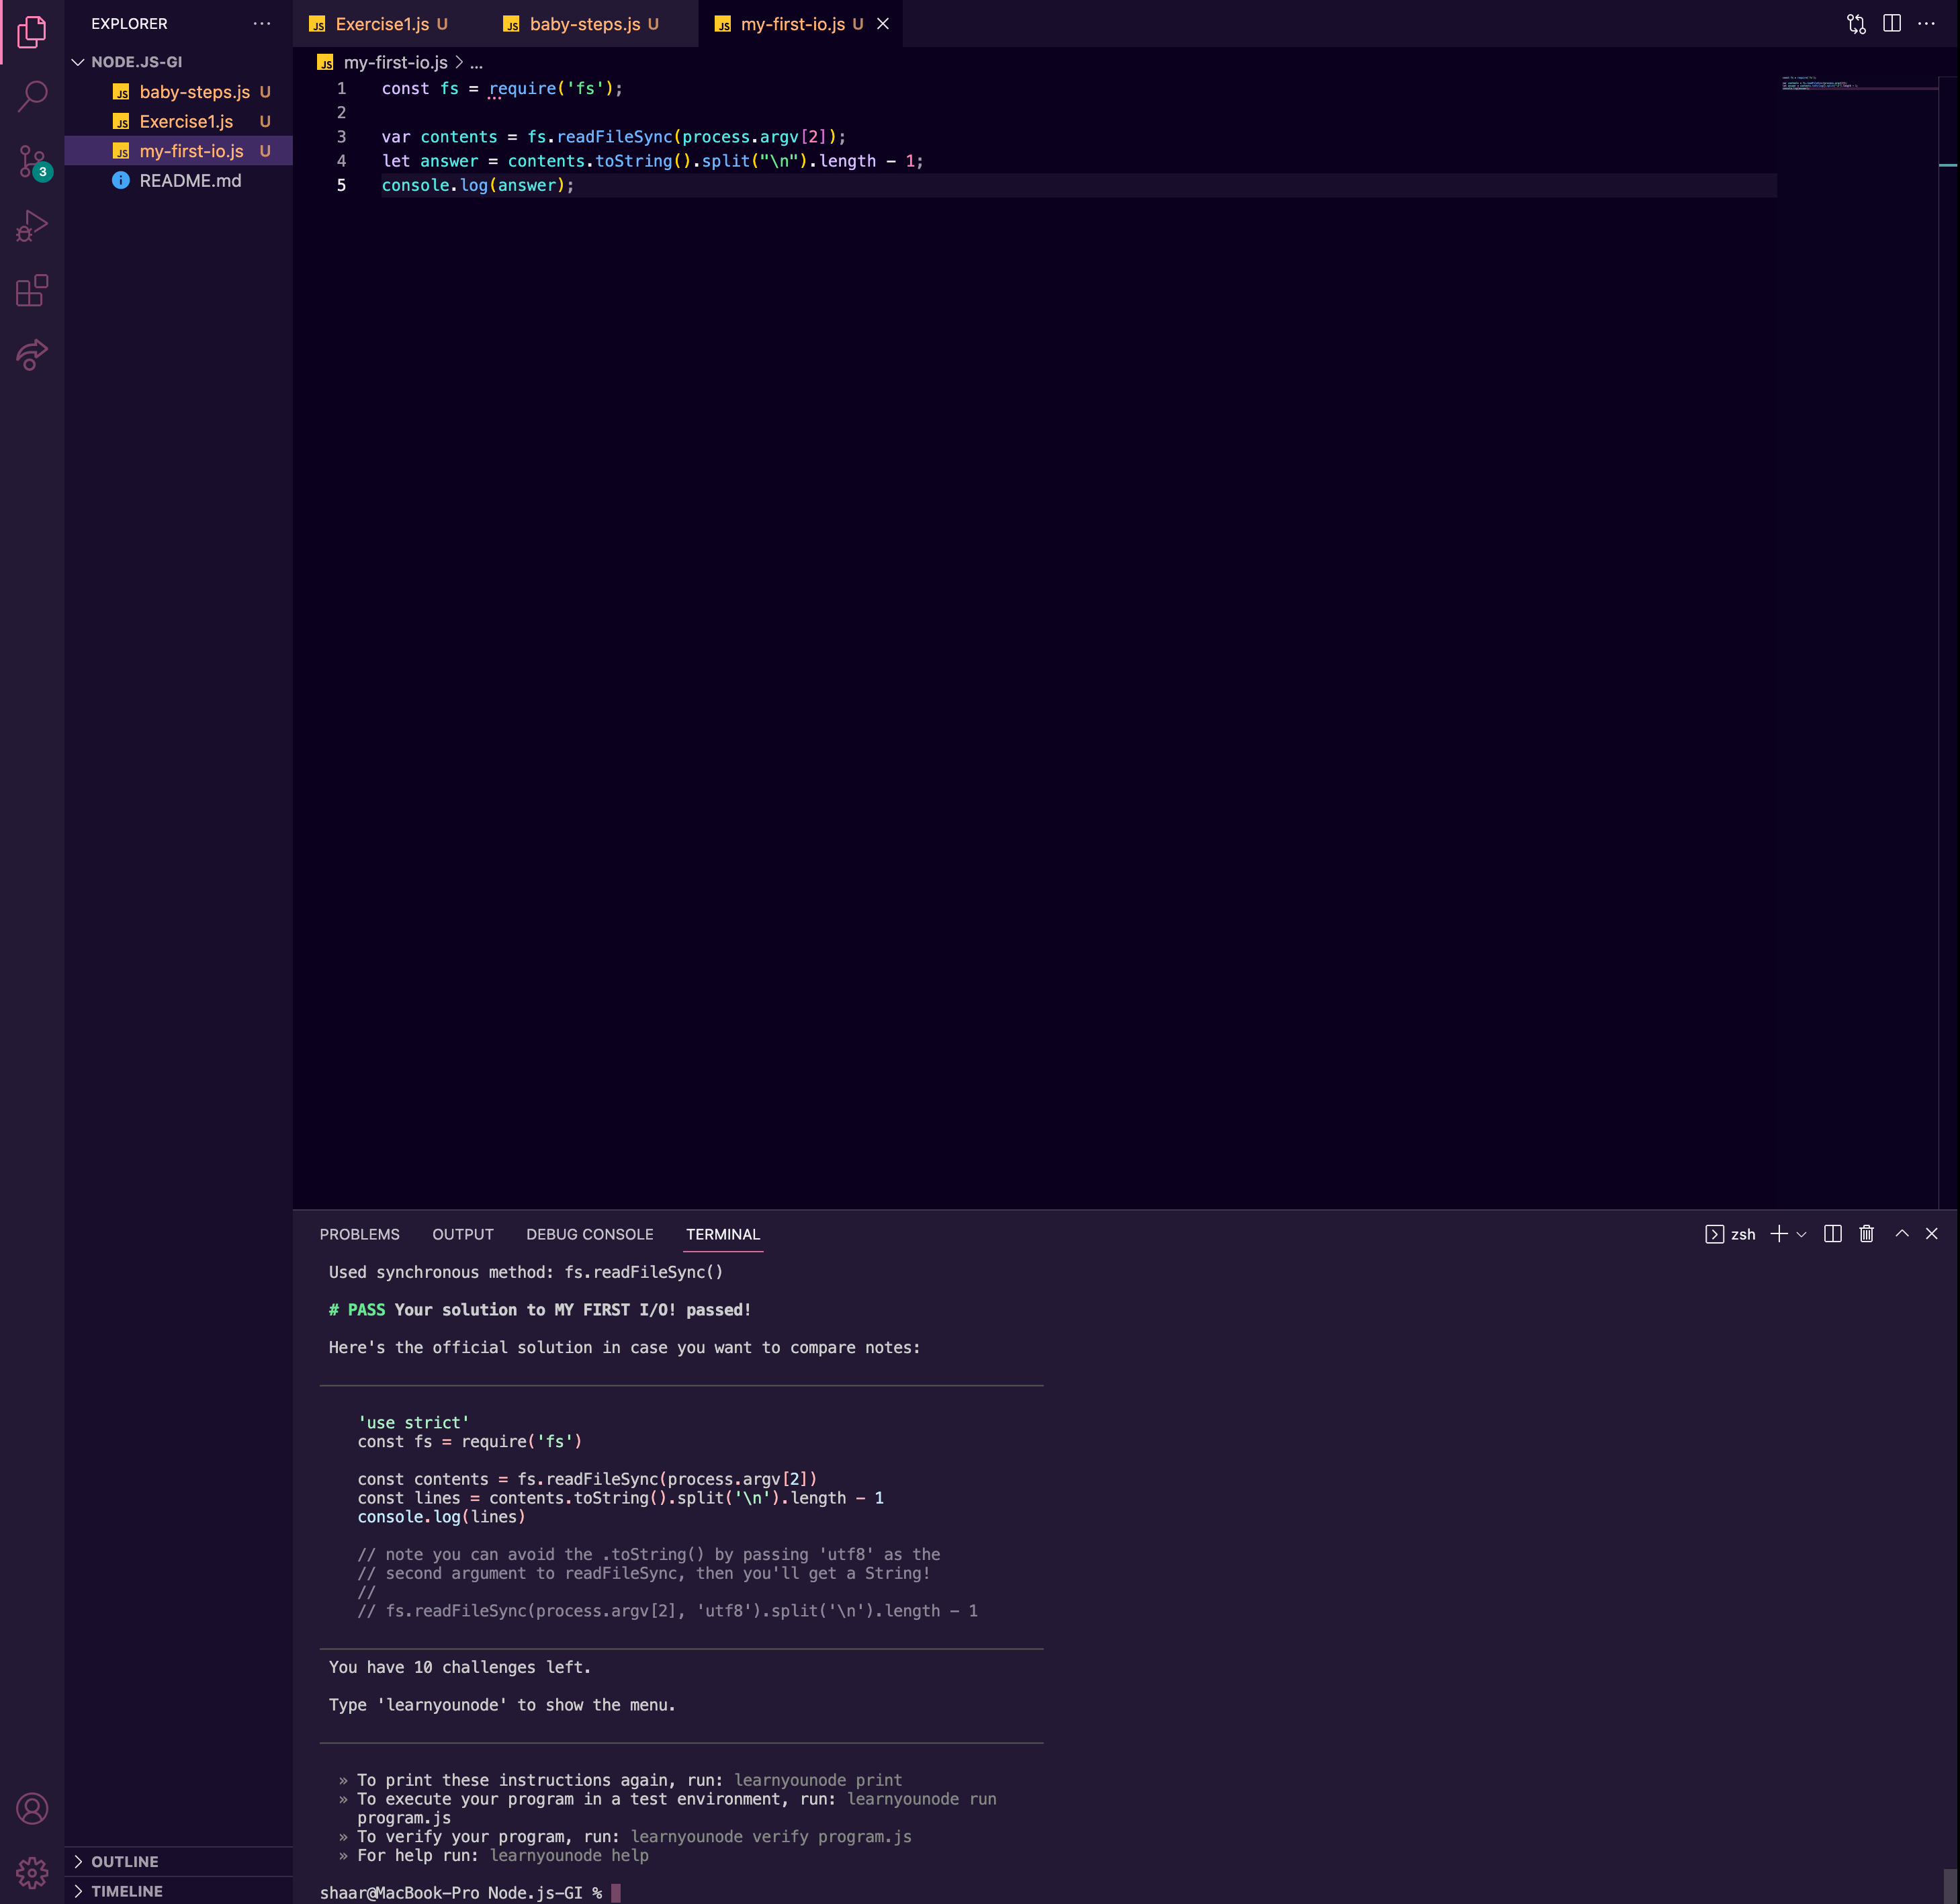 EXPLORER
NODE.JS-GI
baby-steps.js U
Exercise1.js U
my-first-io.js U
README.md
3
OUTLINE
TIMELINE
Exercise1.js U
baby-steps.js U
my-first-io.js U
my-first-io.js > ...
1 const fs = require('fs');
2
3 var contents = fs.readFileSync(process.argv[2]);
4 let answer = contents.toString().split("\n").length - 1;
5 console.log(answer);
PROBLEMS OUTPUT DEBUG CONSOLE TERMINAL zsh
Used synchronous method: fs.readFileSync()
# PASS Your solution to MY FIRST I/O! passed!
Here's the official solution in case you want to compare notes:
'use strict'
const fs = require('fs')
const contents = fs.readFileSync(process.argv[2])
const lines = contents.toString().split('\n').length - 1
console.log(lines)
// note you can avoid the .toString() by passing 'utf8' as the
// second argument to readFileSync, then you'll get a String!
//
// fs.readFileSync(process.argv[2], 'utf8').split('\n').length - 1
You have 10 challenges left.
Type 'learnyounode' to show the menu.
» To print these instructions again, run: learnyounode print
» To execute your program in a test environment, run: learnyounode run
program.js
» To verify your program, run: learnyounode verify program.js
» For help run: learnyounode help
shaar@MacBook-Pro Node.js-GI %